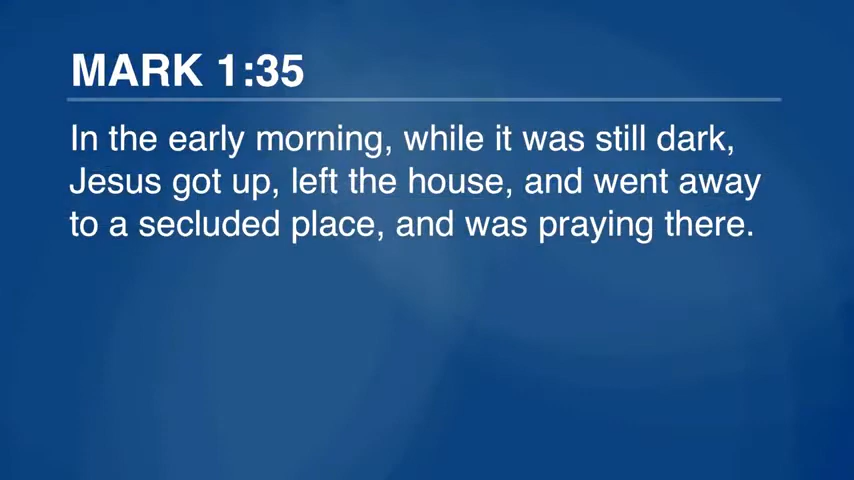 MARK 1:35
In the early morning, while it was still dark,
Jesus got up, left the house, and went away
to a secluded place, and was praying there.